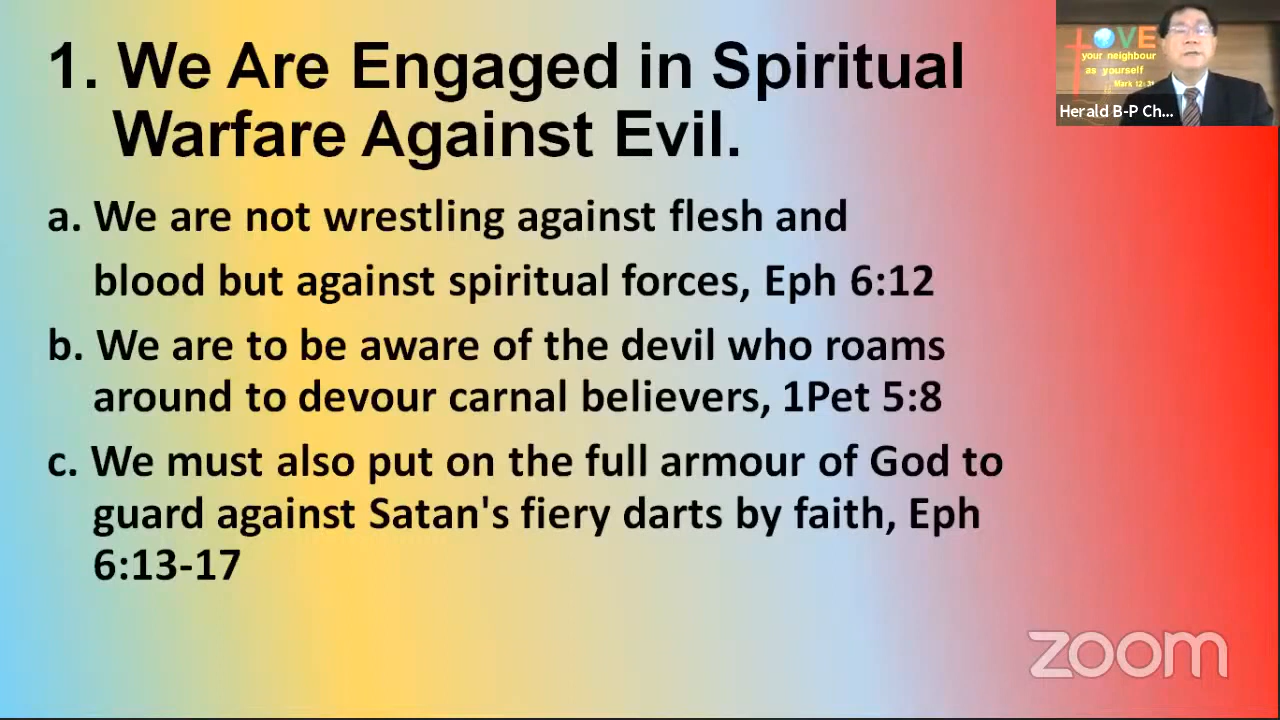 1. We Are Engaged in Spiritual
Warfare Against Evil.
a. We are not wrestling against flesh and
blood but against spiritual forces, Eph 6:12
b. We are to be aware of the devil who roams
around to devour carnal believers, 1Pet 5:8
c. We must also put on the full armour of God to
guard against Satan's fiery darts by faith, Eph
6:13-17
LOVE
your neighbour
as yourself
Mark 12:31
Herald B-P Ch...
zoom